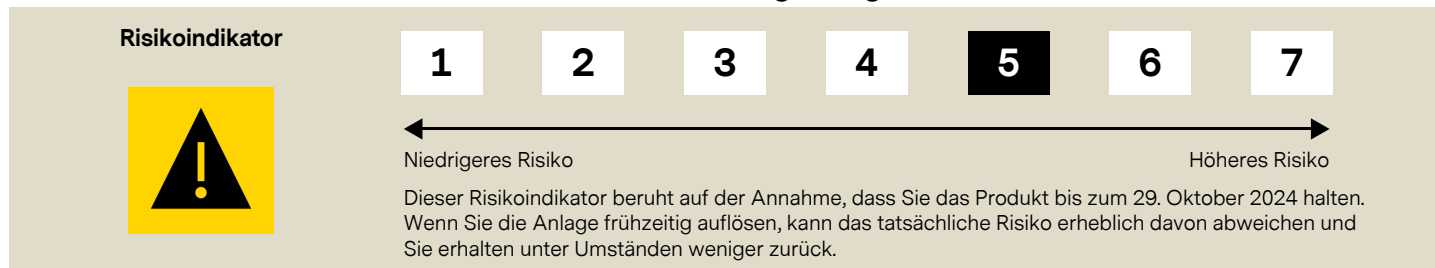 Risikoindikator
1 2 3 4 5 6 7
Niedrigeres Risiko Höheres Risiko
Dieser Risikoindikator beruht auf der Annahme, dass Sie das Produkt bis zum 29. Oktober 2024 halten.
Wenn Sie die Anlage frühzeitig auflösen, kann das tatsächliche Risiko erheblich davon abweichen und
Sie erhalten unter Umständen weniger zurück.